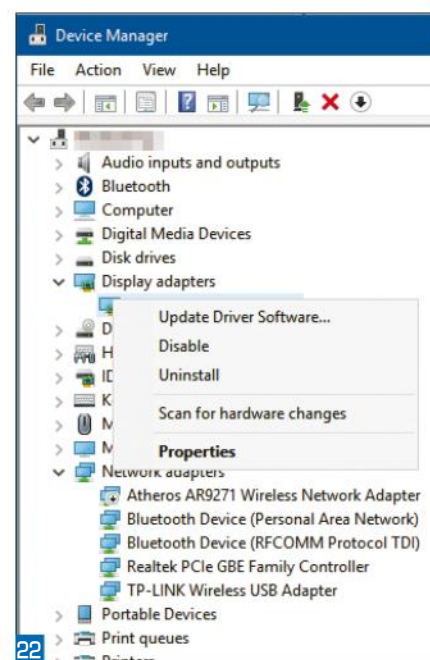 Device Manager
File Action View Help
Audio inputs and outputs
Bluetooth
Computer
Digital Media Devices
Disk drives
Display adapters
Update Driver Software...
D
Disable
H
ID
Uninstall
K
Scan for hardware changes
M
M
Properties
Network adapters
Atheros AR9271 Wireless Network Adapter
Bluetooth Device (Personal Area Network)
Bluetooth Device (RFCOMM Protocol TDI)
Realtek PCIe GBE Family Controller
TP-LINK Wireless USB Adapter
Portable Devices
Print queues
22